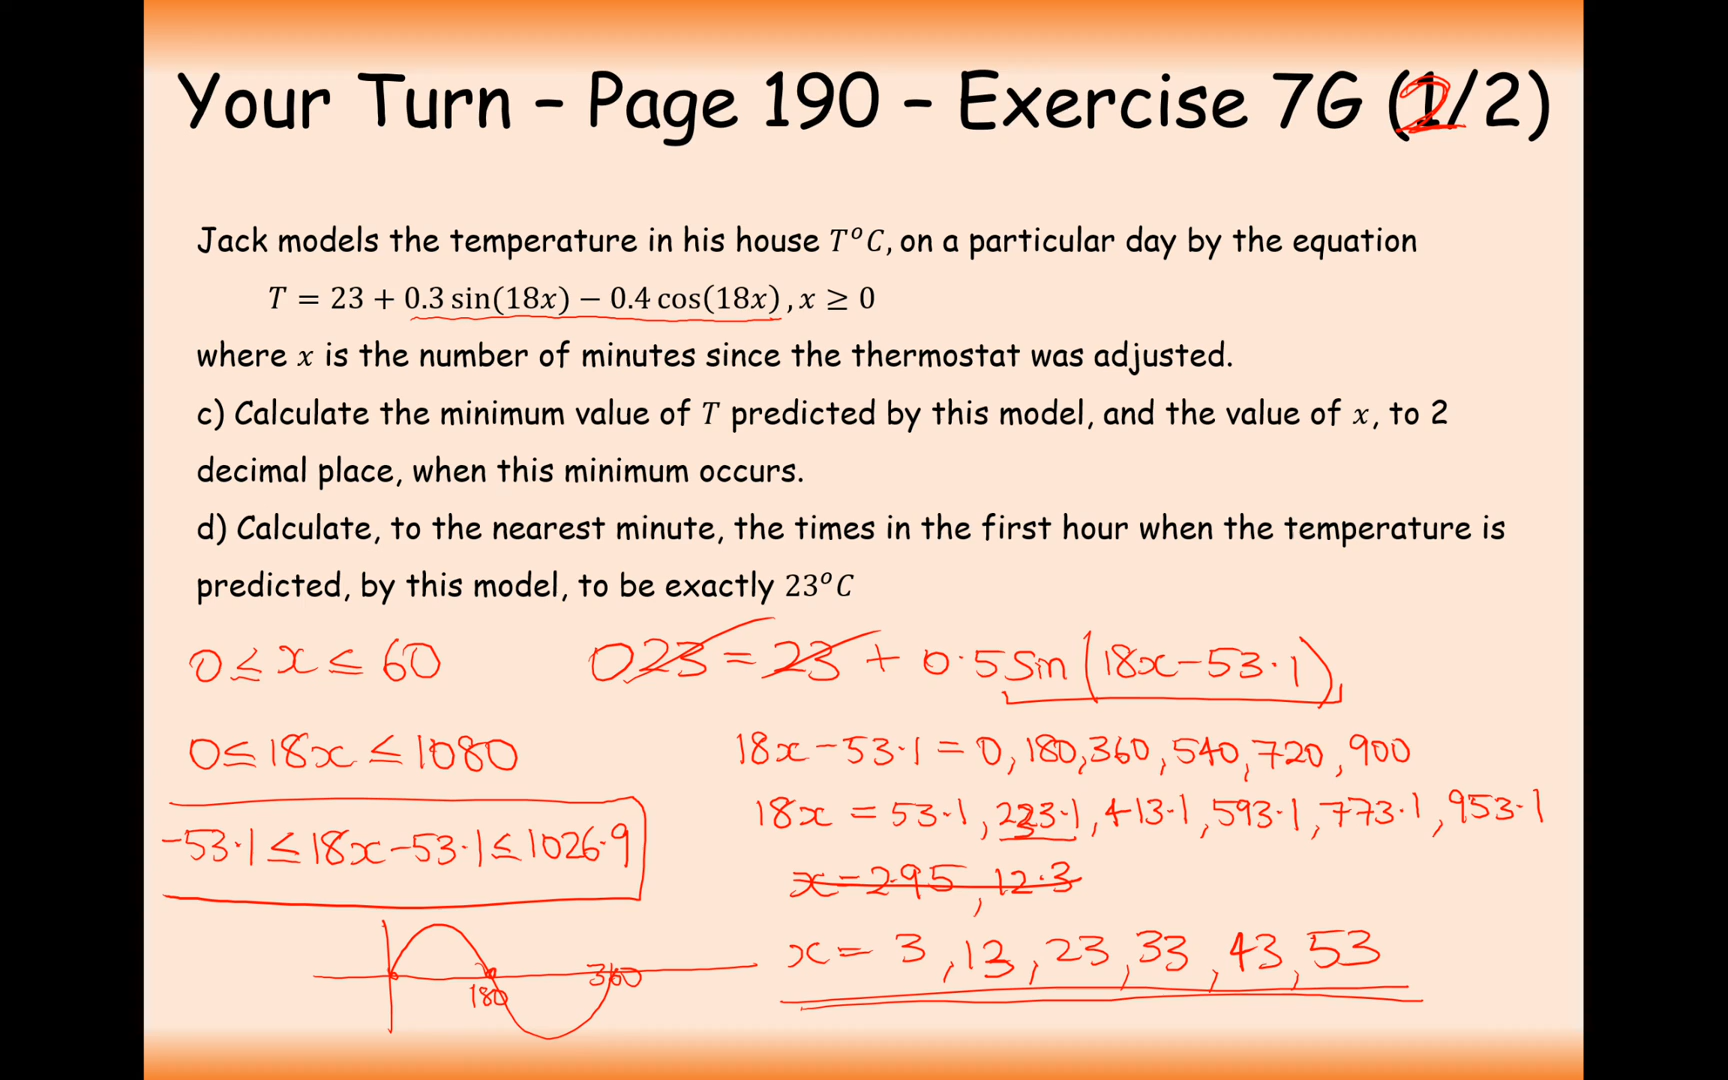 Your Turn – Page 190 – Exercise 7G (2/2)
Jack models the temperature in his house T°C, on a particular day by the equation
T = 23 + 0.3 sin(18x) − 0.4 cos(18x), x ≥ 0
where x is the number of minutes since the thermostat was adjusted.
c) Calculate the minimum value of T predicted by this model, and the value of x, to 2
decimal place, when this minimum occurs.
d) Calculate, to the nearest minute, the times in the first hour when the temperature is
predicted, by this model, to be exactly 23°C
0 ≤ x ≤ 60
023 = 23 + 0.5 sin(18x − 53.1)
0 ≤ 18x ≤ 1080
18x − 53.1 = 0, 180, 360, 540, 720, 900
−53.1 ≤ 18x − 53.1 ≤ 1026.9
18x = 53.1, 233.1, 413.1, 593.1, 773.1, 953.1
x = 2.95, 12.3
x = 3, 13, 23, 33, 43, 53
180
360